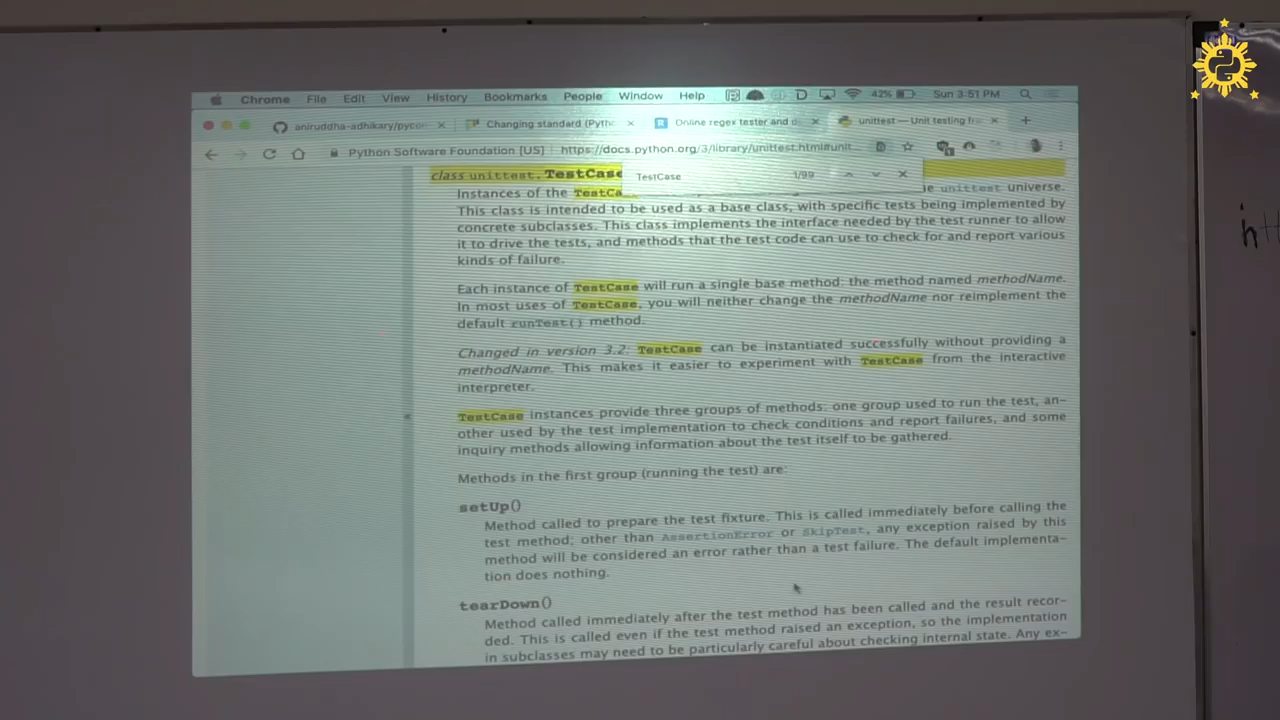 Chrome File Edit View History Bookmarks People Window Help 42% Sun 3:51 PM
aniruddha-adhikary/pyco × Changing standard (Pyth × Online regex tester and d × unittest — Unit testing fra × +
Python Software Foundation [US] https://docs.python.org/3/library/unittest.html#unit...
TestCase 1/99
class unittest.TestCase
Instances of the TestCa unittest universe.
This class is intended to be used as a base class, with specific tests being implemented by
concrete subclasses. This class implements the interface needed by the test runner to allow
it to drive the tests, and methods that the test code can use to check for and report various
kinds of failure.
Each instance of TestCase will run a single base method: the method named methodName.
In most uses of TestCase, you will neither change the methodName nor reimplement the
default runTest() method.
Changed in version 3.2: TestCase can be instantiated successfully without providing a
methodName. This makes it easier to experiment with TestCase from the interactive
interpreter.
TestCase instances provide three groups of methods: one group used to run the test, an-
other used by the test implementation to check conditions and report failures, and some
inquiry methods allowing information about the test itself to be gathered.
Methods in the first group (running the test) are:
setUp()
Method called to prepare the test fixture. This is called immediately before calling the
test method; other than AssertionError or SkipTest, any exception raised by this
method will be considered an error rather than a test failure. The default implementa-
tion does nothing.
tearDown()
Method called immediately after the test method has been called and the result recor-
ded. This is called even if the test method raised an exception, so the implementation
in subclasses may need to be particularly careful about checking internal state. Any ex-